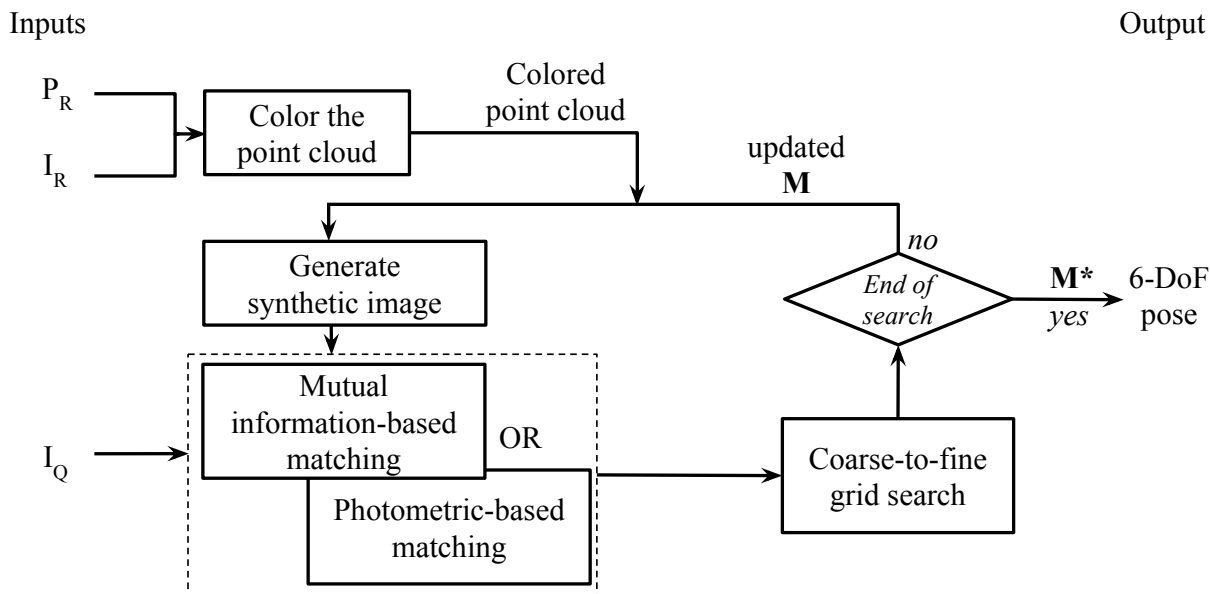 Inputs
Output
P_R
I_R
Color the
point cloud
Colored
point cloud
updated
M
Generate
synthetic image
no
End of
search
M*
yes
6-DoF
pose
Mutual
information-based
matching
OR
I_Q
Photometric-based
matching
Coarse-to-fine
grid search